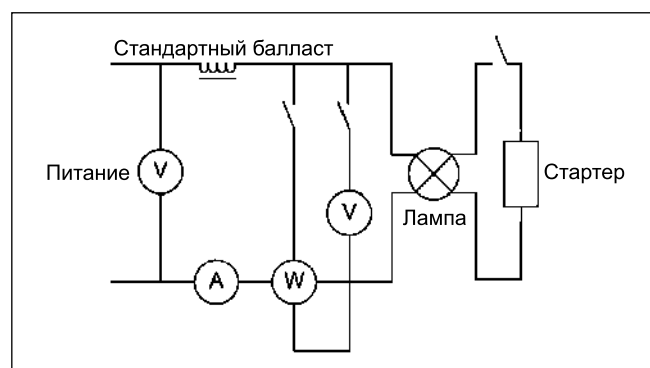 Стандартный балласт
Питание
V
V
Лампа
Стартер
A
W